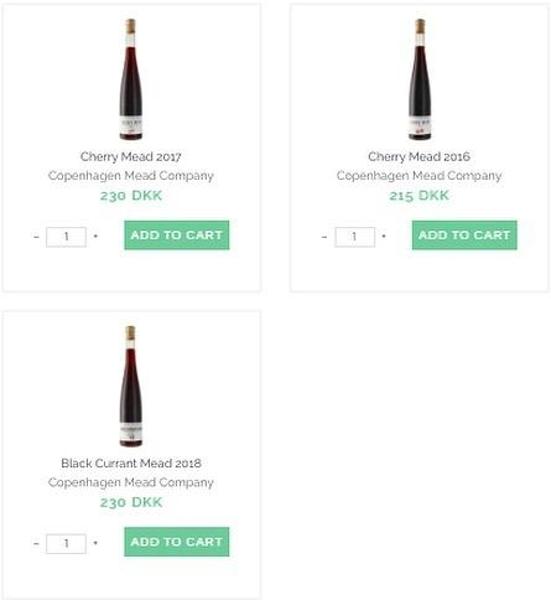 Cherry Mead 2017
Copenhagen Mead Company
230 DKK
- 1 + ADD TO CART
Cherry Mead 2016
Copenhagen Mead Company
215 DKK
- 1 + ADD TO CART
Black Currant Mead 2018
Copenhagen Mead Company
230 DKK
- 1 + ADD TO CART